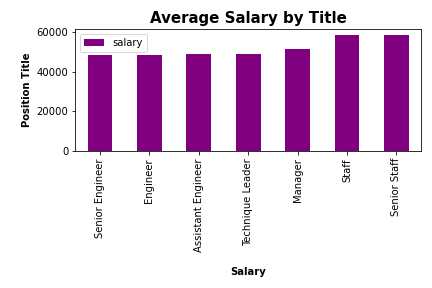 Average Salary by Title
60000
40000
20000
0
salary
Position Title
Senior Engineer
Engineer
Assistant Engineer
Technique Leader
Manager
Staff
Senior Staff
Salary